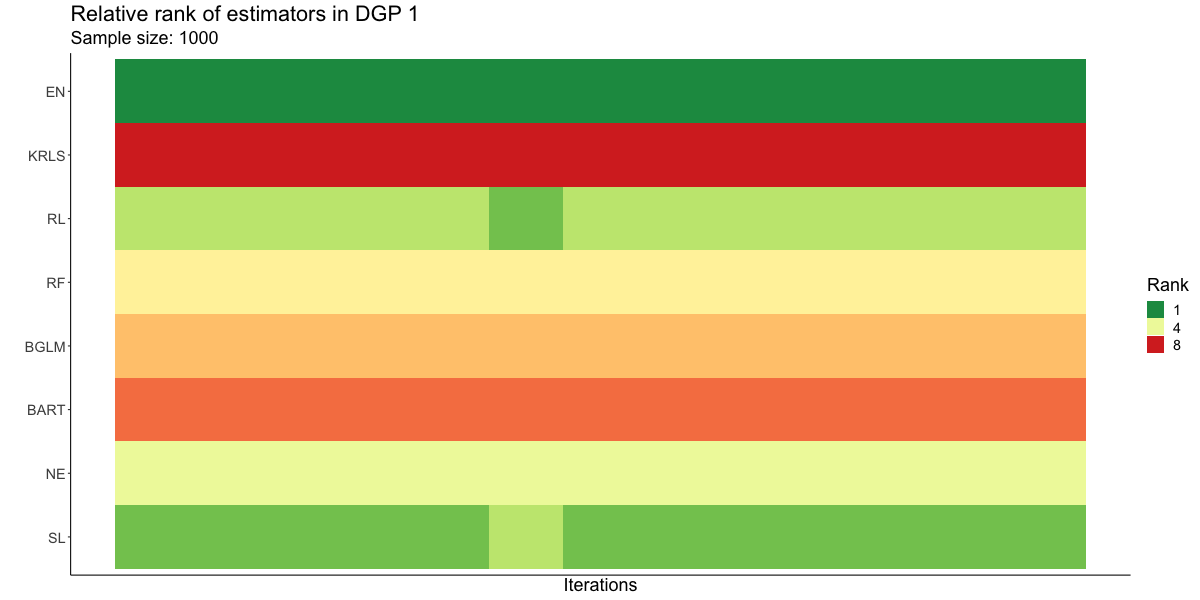 Relative rank of estimators in DGP 1
Sample size: 1000
EN
KRLS
RL
RF
BGLM
BART
NE
SL
Iterations
Rank
1
4
8